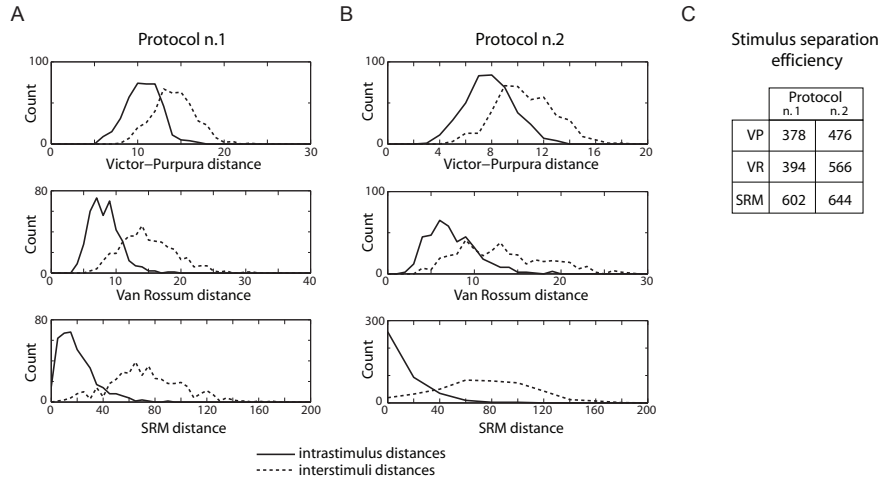 A
B
C
Protocol n.1
Protocol n.2
Stimulus separation
efficiency
100
Count
0
0 10 20 30
Victor–Purpura distance
100
Count
0
4 8 12 16 20
Victor–Purpura distance
Protocol
n. 1 n. 2
VP 378 476
VR 394 566
SRM 602 644
80
Count
0
0 10 20 30 40
Van Rossum distance
100
Count
0
0 10 20 30
Van Rossum distance
80
Count
0
0 40 80 120 160 200
SRM distance
300
Count
0
0 40 80 120 160 200
SRM distance
intrastimulus distances
interstimuli distances